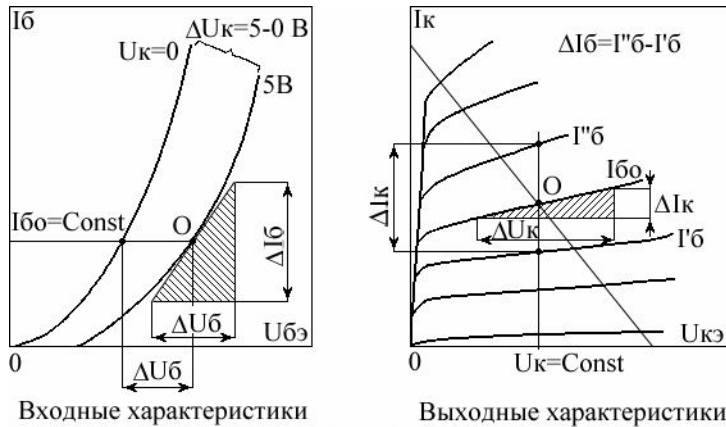 Iб
Uк=0
ΔUк=5-0 В
5В
Iбо=Const
O
ΔIб
ΔUб
Uбэ
0
ΔUб
Входные характеристики
Iк
ΔIб=I"б-I'б
I"б
Iбо
O
ΔIк
ΔIк
ΔUк
I'б
Uкэ
0
Uк=Const
Выходные характеристики